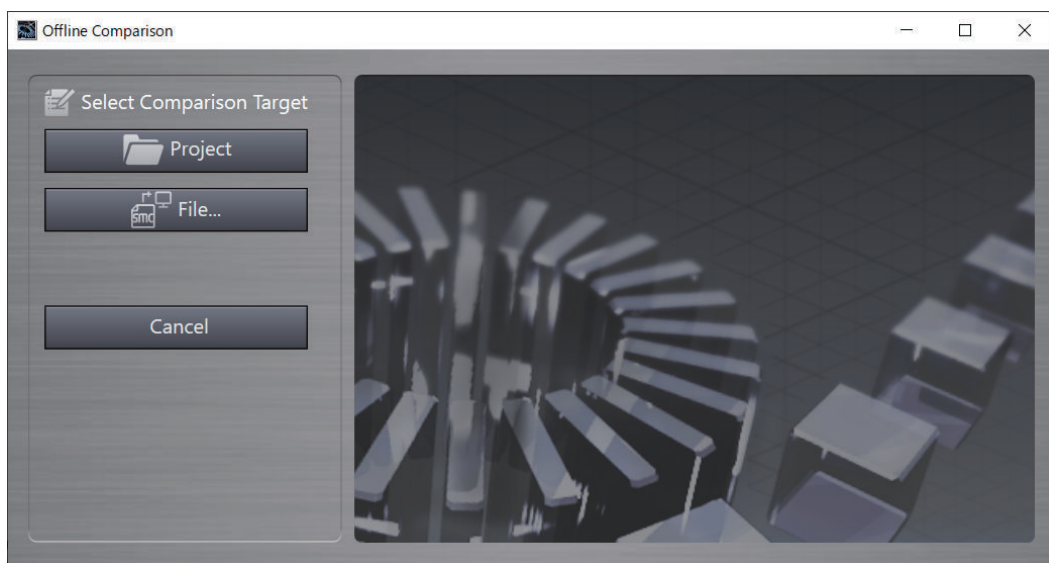 Offline Comparison
Select Comparison Target
Project
smc
File...
Cancel